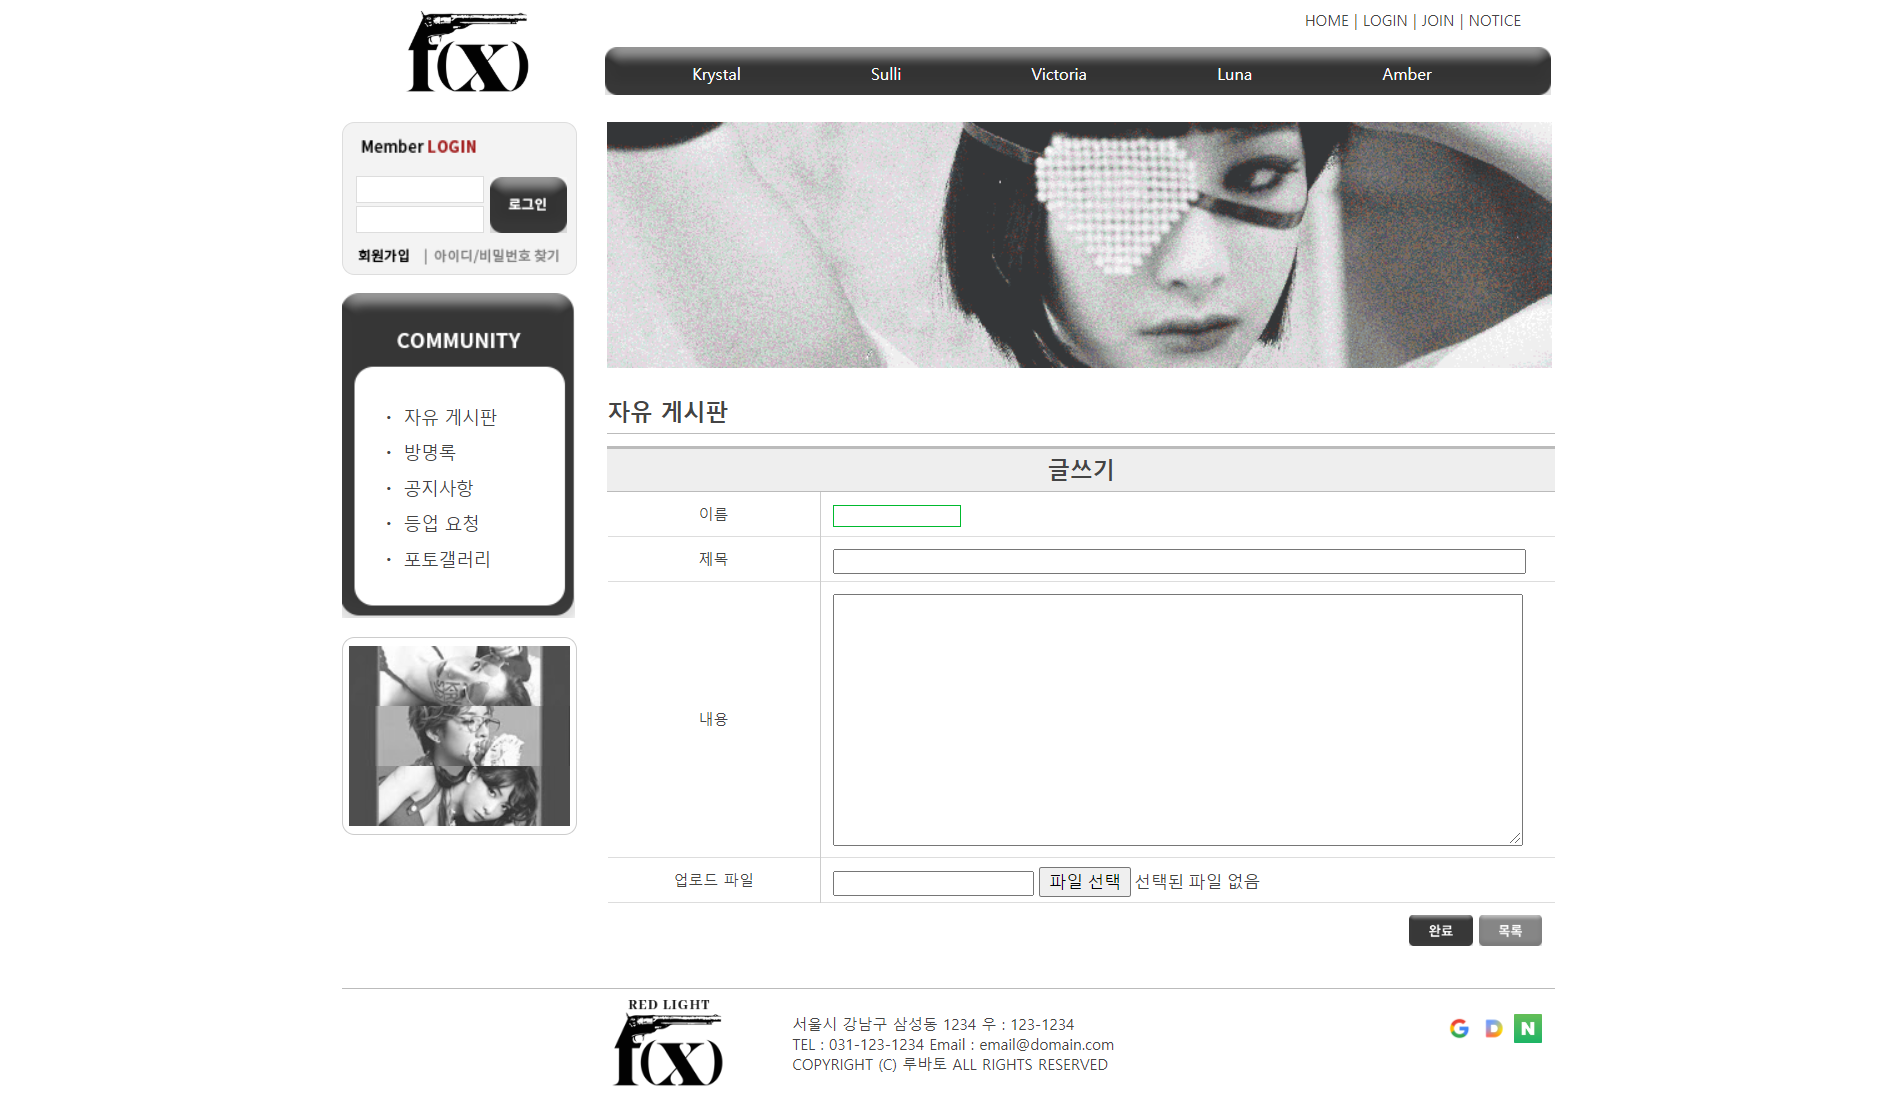 f(x)
HOME | LOGIN | JOIN | NOTICE
Krystal Sulli Victoria Luna Amber
Member LOGIN
로그인
회원가입 | 아이디/비밀번호 찾기
COMMUNITY
· 자유 게시판
· 방명록
· 공지사항
· 등업 요청
· 포토갤러리
자유 게시판
글쓰기
이름
제목
내용
업로드 파일 파일 선택 선택된 파일 없음
완료 목록
RED LIGHT
f(x)
서울시 강남구 삼성동 1234 우 : 123-1234
TEL : 031-123-1234 Email : email@domain.com
COPYRIGHT (C) 루바토 ALL RIGHTS RESERVED
G D N